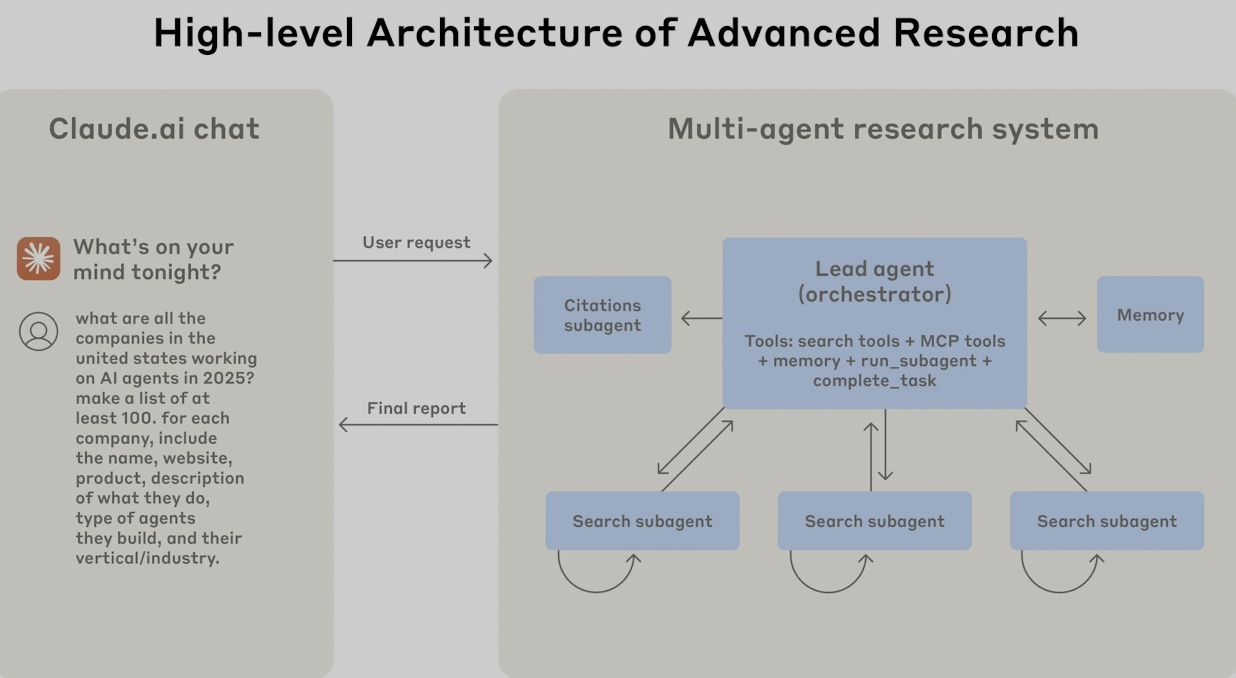 High-level Architecture of Advanced Research
Claude.ai chat
What's on your
mind tonight?
what are all the
companies in the
united states working
on AI agents in 2025?
make a list of at
least 100. for each
company, include
the name, website,
product, description
of what they do,
type of agents
they build, and their
vertical/industry.
User request
Final report
Multi-agent research system
Citations
subagent
Lead agent
(orchestrator)
Tools: search tools + MCP tools
+ memory + run_subagent +
complete_task
Memory
Search subagent
Search subagent
Search subagent